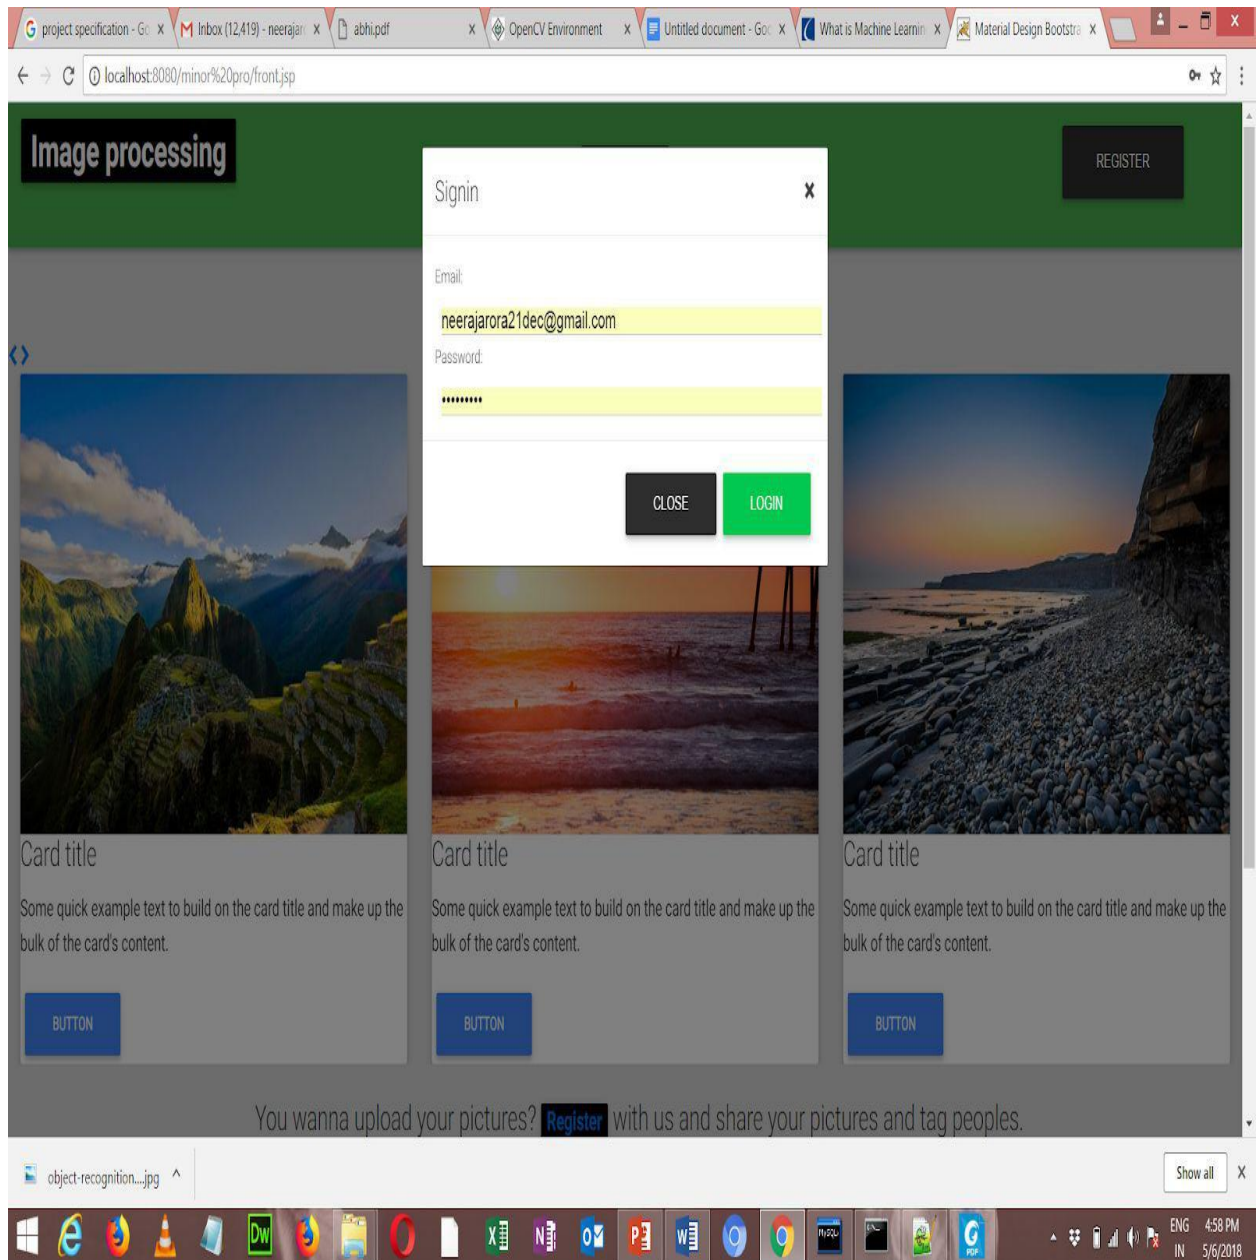 project specification - Go
Inbox (12,419) - neerajar
abhi.pdf
OpenCV Environment
Untitled document - Goo
What is Machine Learnin
Material Design Bootstra
localhost:8080/minor%20pro/front.jsp
Image processing
REGISTER
Signin
Email:
neerajarora21dec@gmail.com
Password:
•••••••••
CLOSE
LOGIN
Card title
Some quick example text to build on the card title and make up the
bulk of the card's content.
BUTTON
Card title
Some quick example text to build on the card title and make up the
bulk of the card's content.
BUTTON
Card title
Some quick example text to build on the card title and make up the
bulk of the card's content.
BUTTON
You wanna upload your pictures? Register with us and share your pictures and tag peoples.
object-recognition....jpg
Show all
Dw
MySQL
PDF
ENG 4:58 PM
IN 5/6/2018